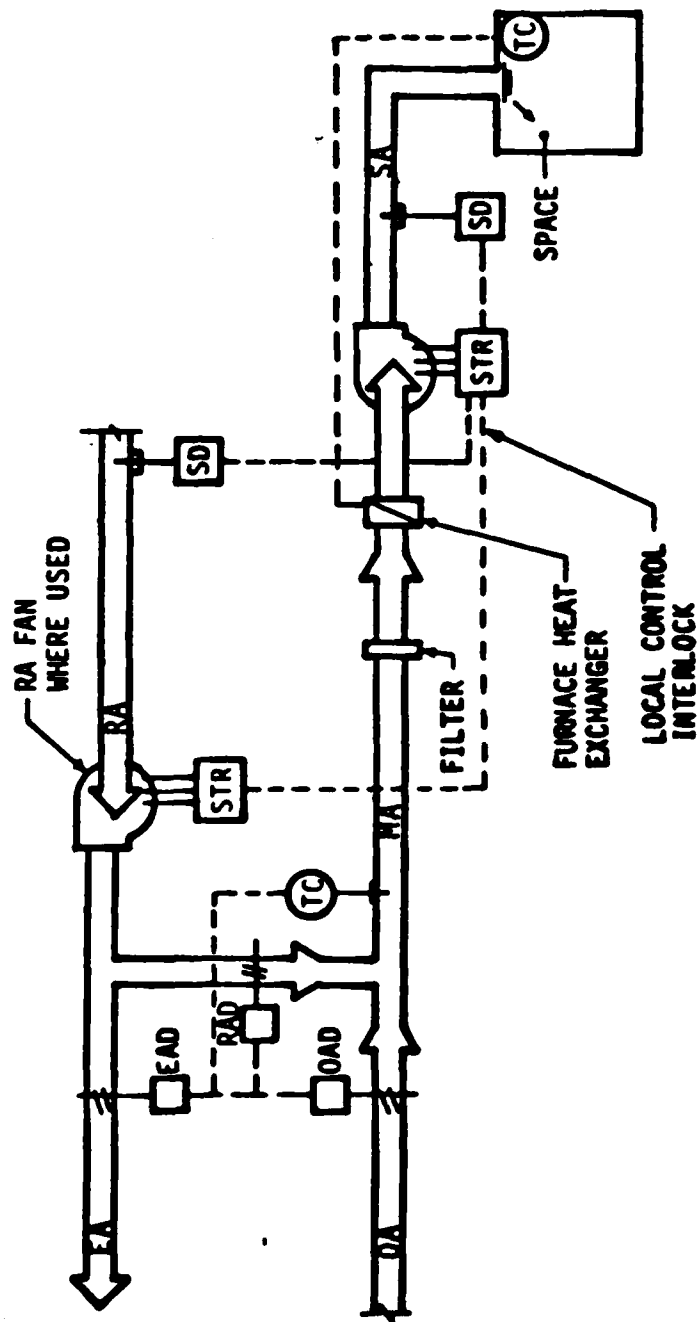 RA FAN
WHERE USED
RA
SD
STR
EA
EAD
RAD
OAD
OA
TC
MA
FILTER
FURNACE HEAT
EXCHANGER
STR
SD
SA
TC
SPACE
LOCAL CONTROL
INTERLOCK